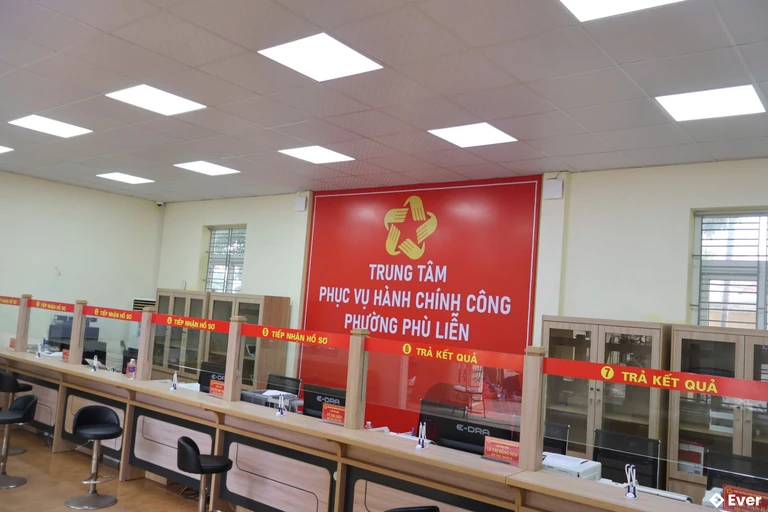 TRUNG TÂM
PHỤC VỤ HÀNH CHÍNH CÔNG
PHƯỜNG PHÙ LIỄN
TIẾP NHẬN HỒ SƠ
TIẾP NHẬN HỒ SƠ
5 TIẾP NHẬN HỒ SƠ
6 TRẢ KẾT QUẢ
7 TRẢ KẾT QUẢ
E-DRA
E-DRA
Ever